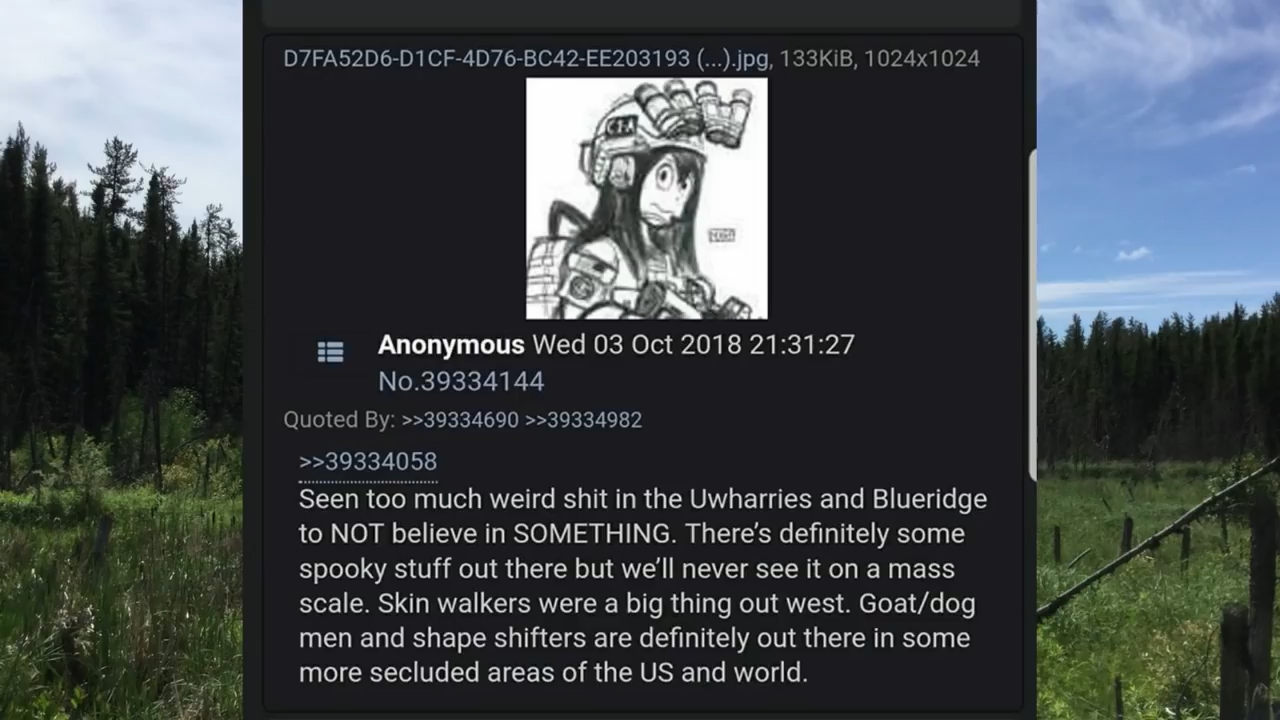 D7FA52D6-D1CF-4D76-BC42-EE203193 (...).jpg, 133KiB, 1024x1024
CIA
Anonymous Wed 03 Oct 2018 21:31:27
No.39334144
Quoted By: >>39334690 >>39334982
>>39334058
Seen too much weird shit in the Uwharries and Blueridge
to NOT believe in SOMETHING. There’s definitely some
spooky stuff out there but we’ll never see it on a mass
scale. Skin walkers were a big thing out west. Goat/dog
men and shape shifters are definitely out there in some
more secluded areas of the US and world.